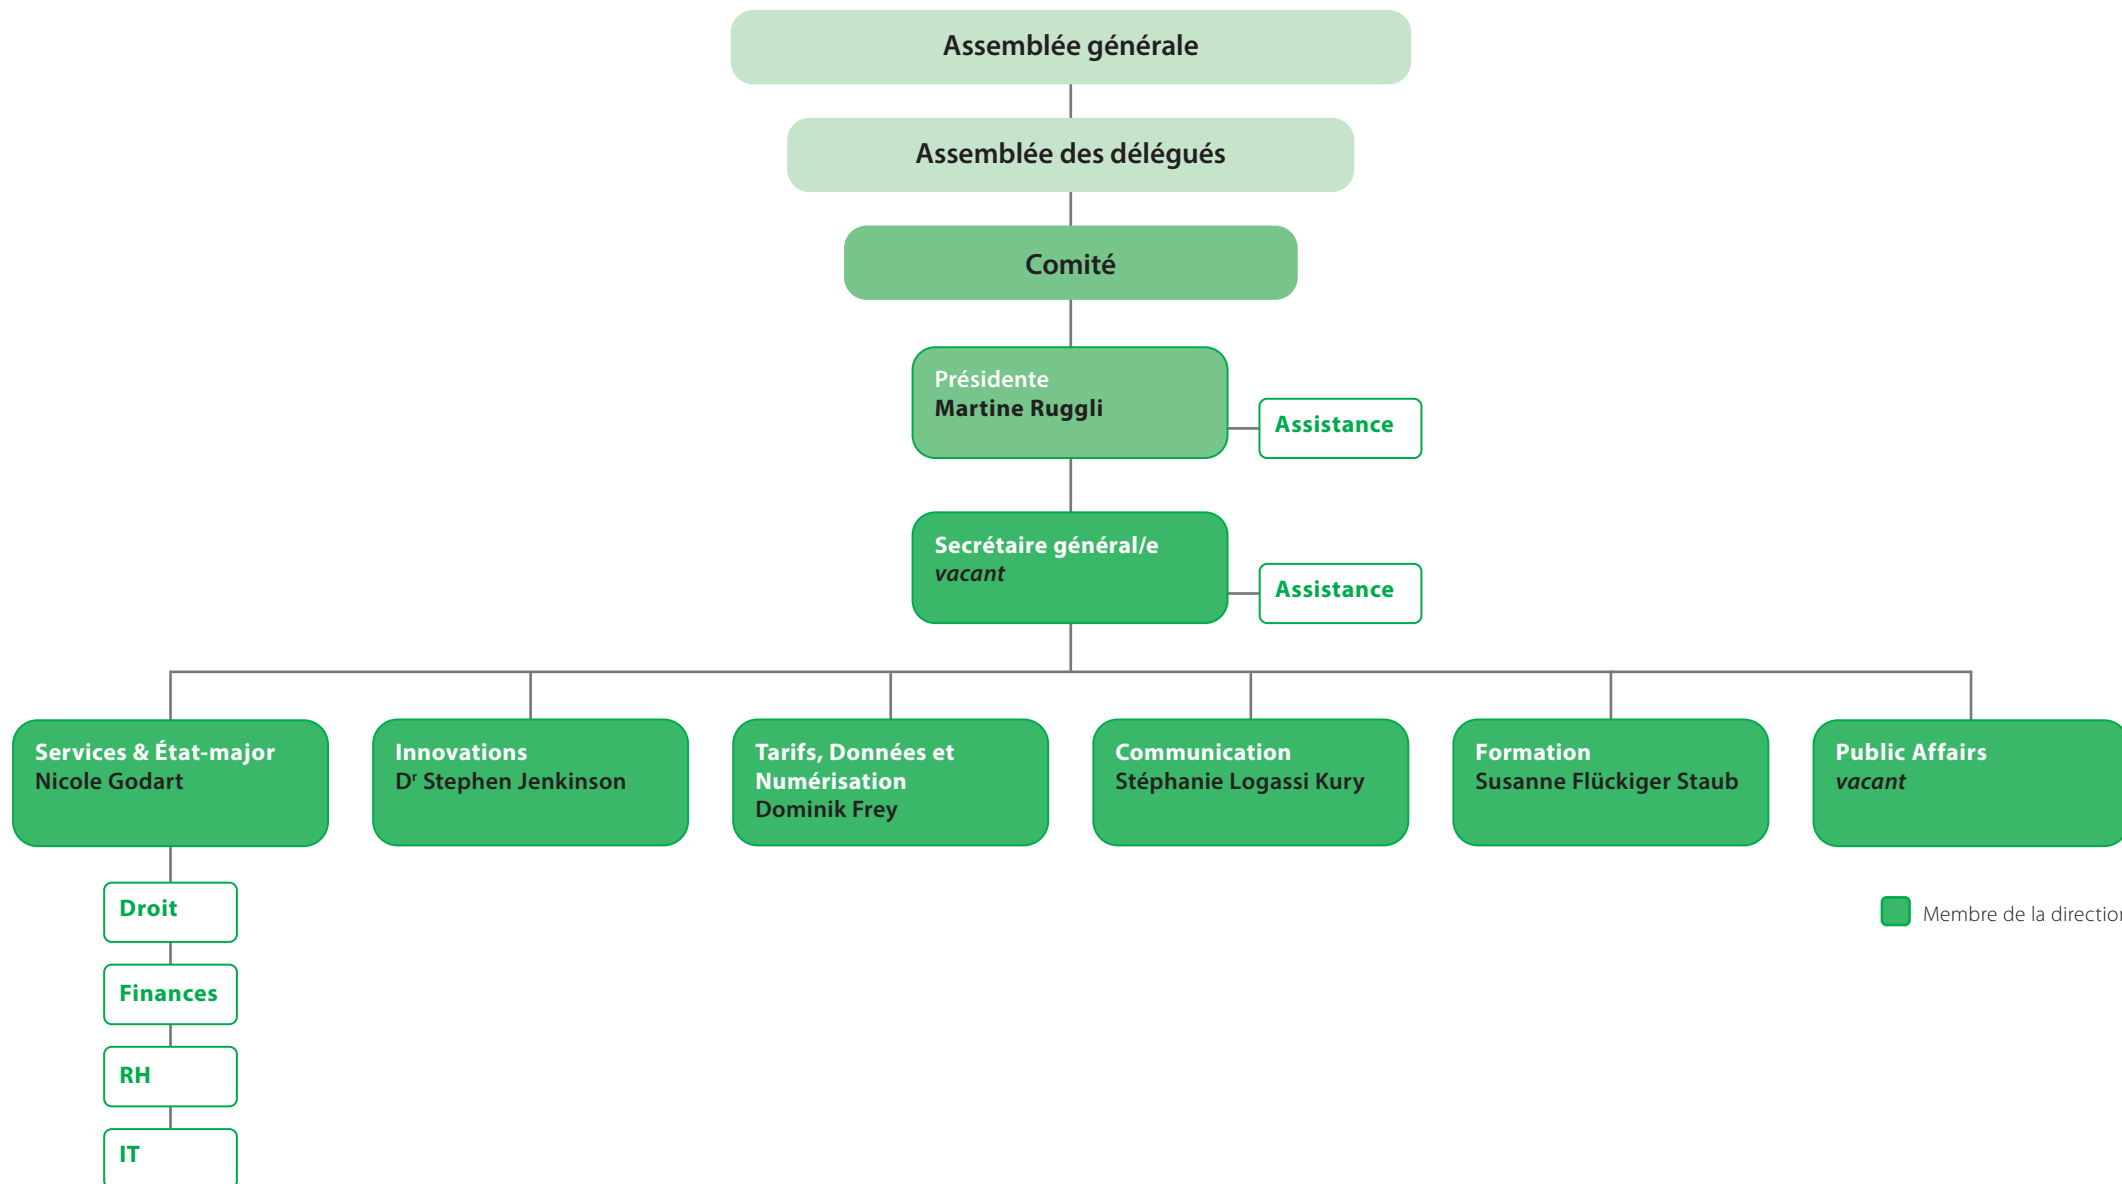 Assemblée générale
Assemblée des délégués
Comité
Présidente
Martine Ruggli
Assistance
Secrétaire général/e
vacant
Assistance
Services & État-major
Nicole Godart
Innovations
Dʳ Stephen Jenkinson
Tarifs, Données et
Numérisation
Dominik Frey
Communication
Stéphanie Logassi Kury
Formation
Susanne Flückiger Staub
Public Affairs
vacant
Droit
Finances
RH
IT
Membre de la direction